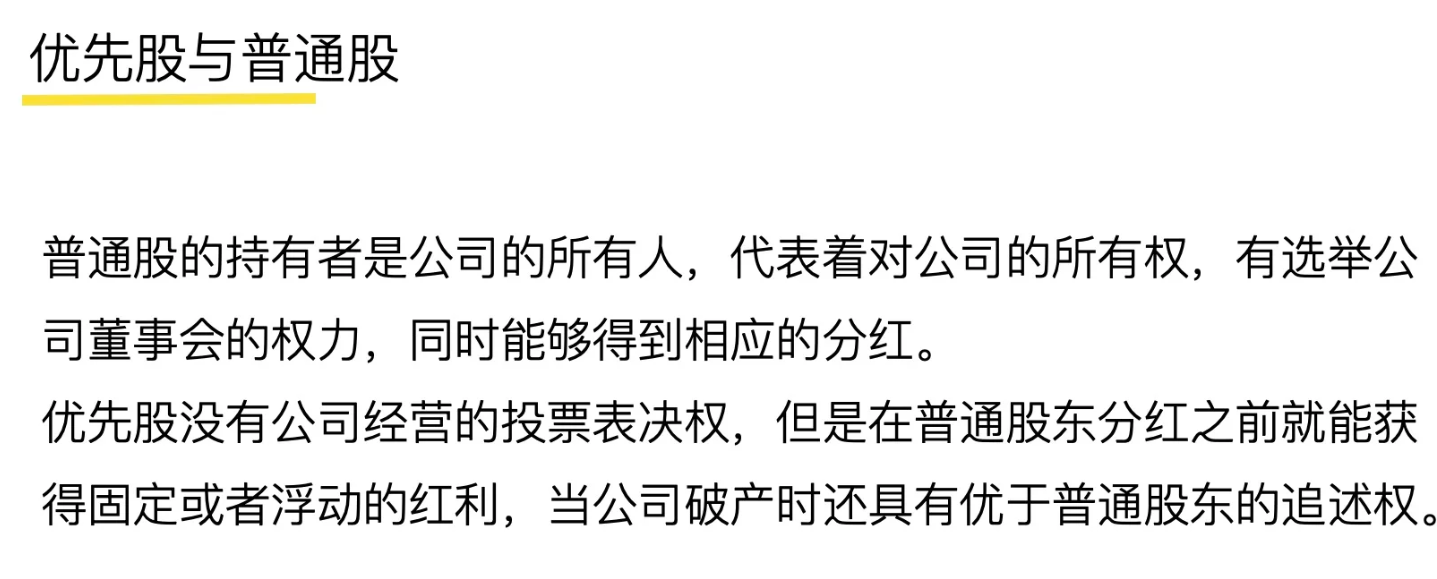 优先股与普通股
普通股的持有者是公司的所有人，代表着对公司的所有权，有选举公
司董事会的权力，同时能够得到相应的分红。
优先股没有公司经营的投票表决权，但是在普通股东分红之前就能获
得固定或者浮动的红利，当公司破产时还具有优于普通股东的追述权。